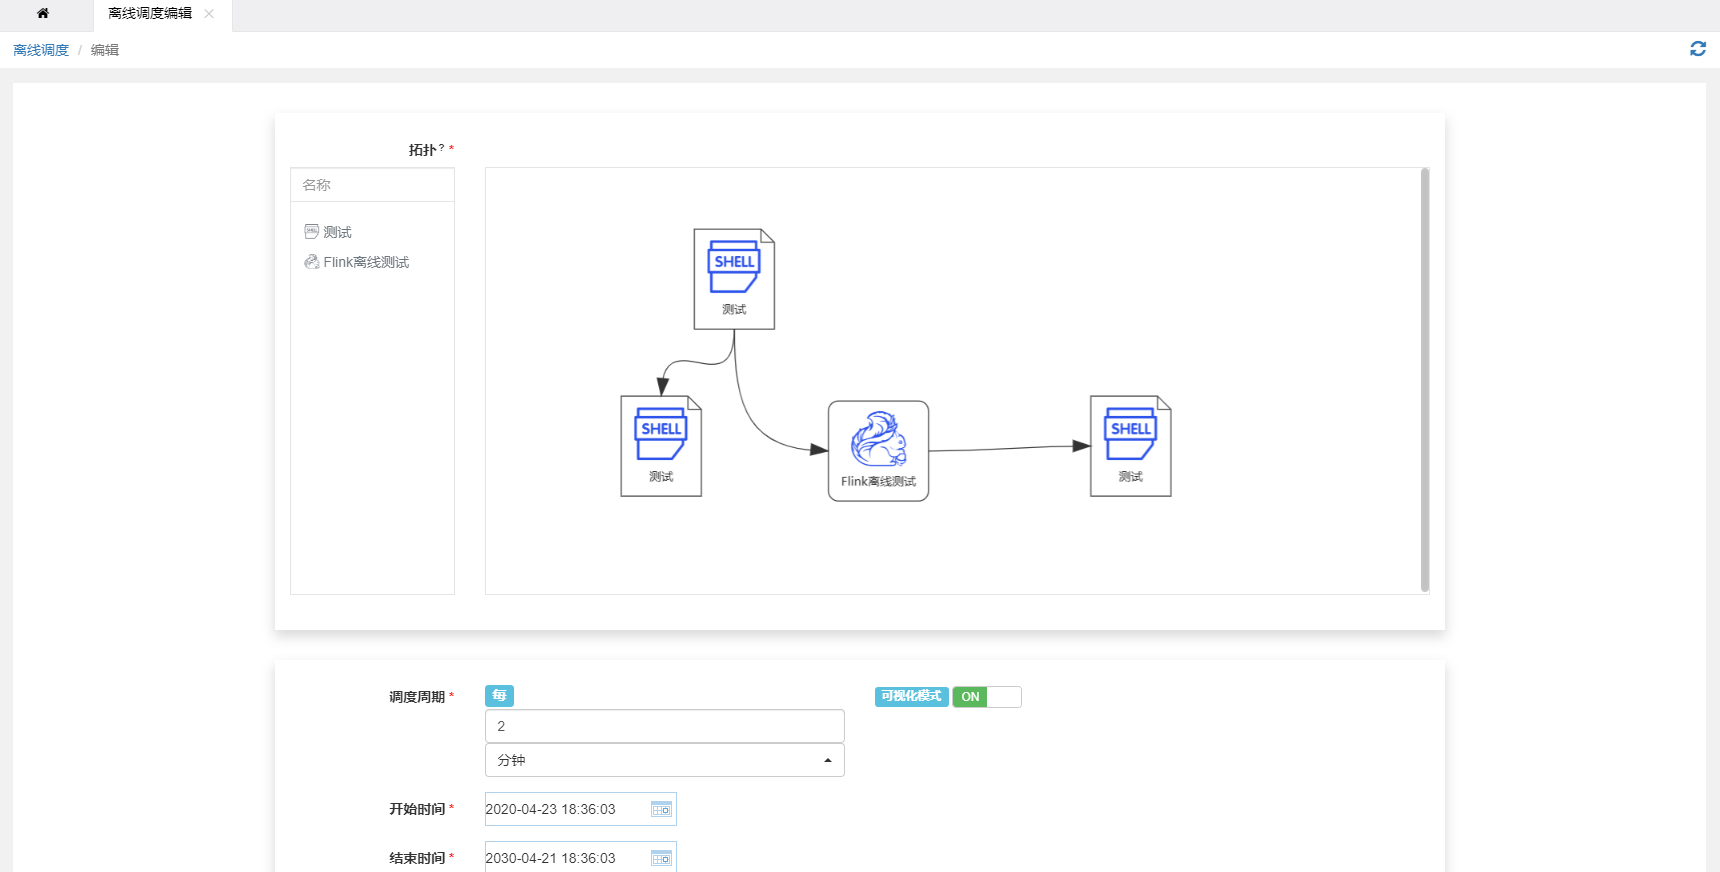 离线调度编辑
离线调度 / 编辑
拓扑? *
名称
测试
Flink离线测试
SHELL
测试
SHELL
测试
Flink离线测试
SHELL
测试
调度周期 *
每
可视化模式 ON
2
分钟
开始时间 *
2020-04-23 18:36:03
结束时间 *
2030-04-21 18:36:03